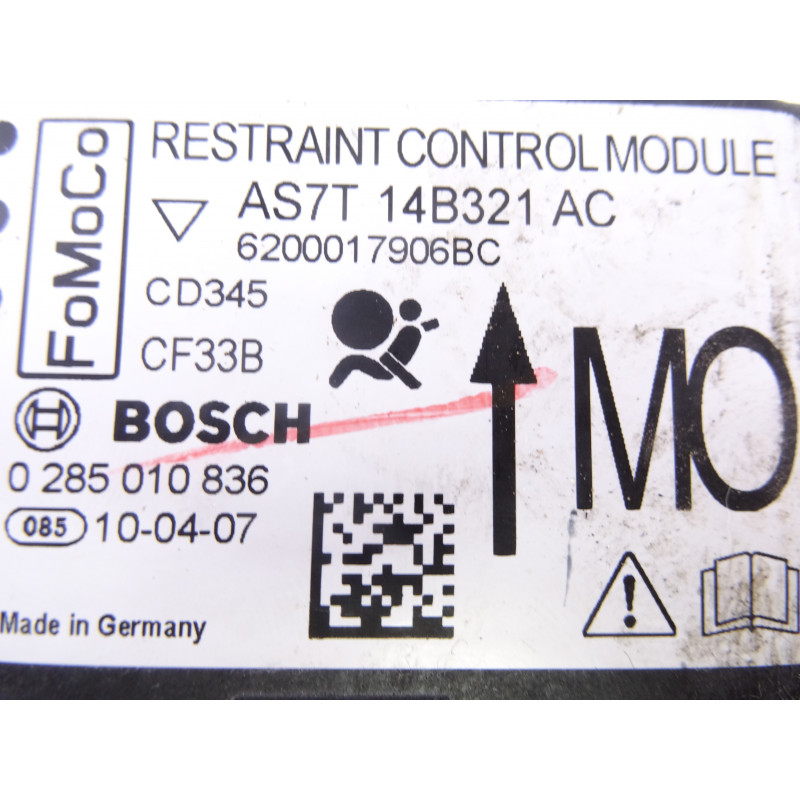 FoMoCo
RESTRAINT CONTROL MODULE
AS7T 14B321 AC
6200017906BC
CD345
CF33B
MO
BOSCH
0 285 010 836
085 10-04-07
Made in Germany